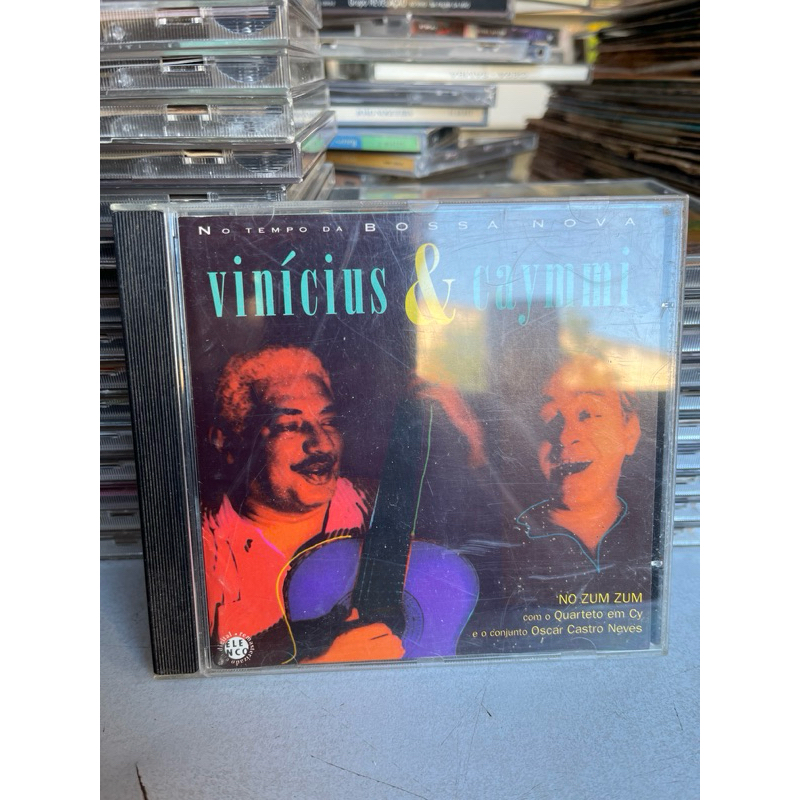 No tempo da BOSSA NOVA
vinícius & caymmi
NO ZUM ZUM
com o Quarteto em Cy
e o conjunto Oscar Castro Neves
ELENCO